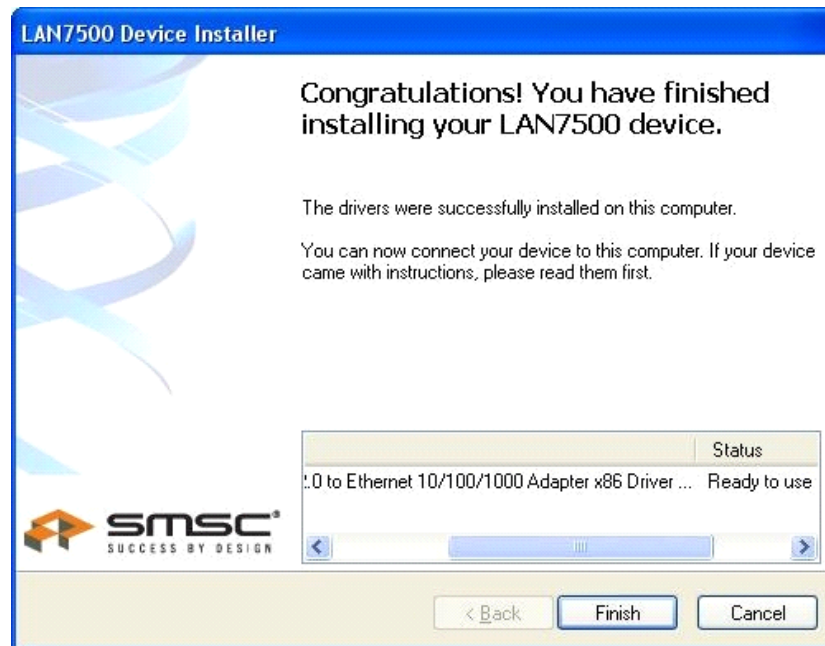 LAN7500 Device Installer
Congratulations! You have finished
installing your LAN7500 device.
The drivers were successfully installed on this computer.
You can now connect your device to this computer. If your device
came with instructions, please read them first.
Status
.0 to Ethernet 10/100/1000 Adapter x86 Driver ... Ready to use
smsc
SUCCESS BY DESIGN
< Back Finish Cancel